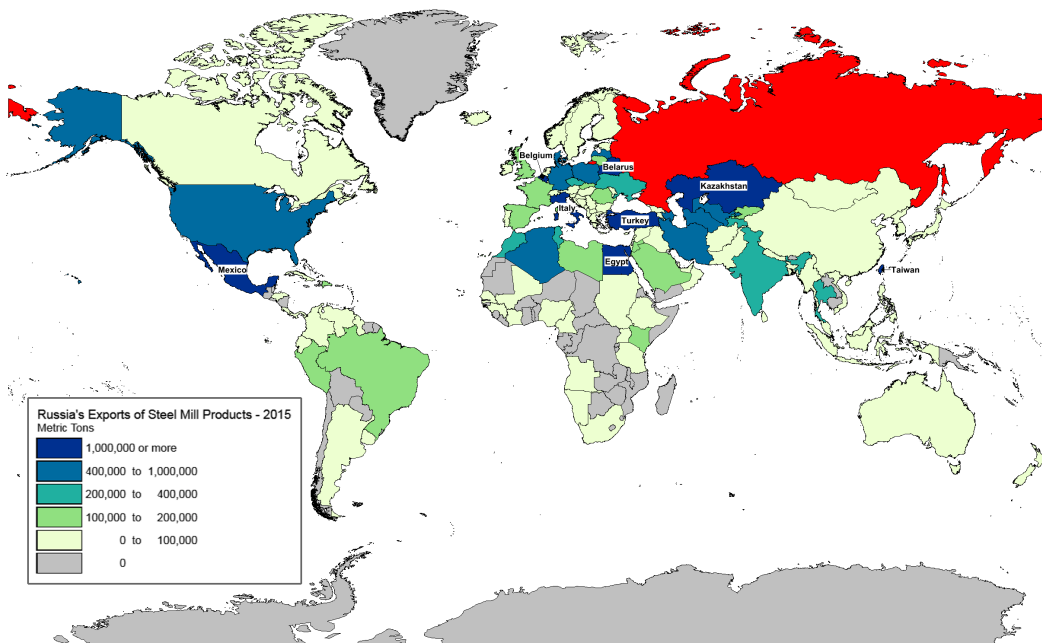 Belgium
Belarus
Kazakhstan
Italy
Turkey
Mexico
Egypt
Taiwan
Russia's Exports of Steel Mill Products - 2015
Metric Tons
1,000,000 or more
400,000 to 1,000,000
200,000 to 400,000
100,000 to 200,000
0 to 100,000
0